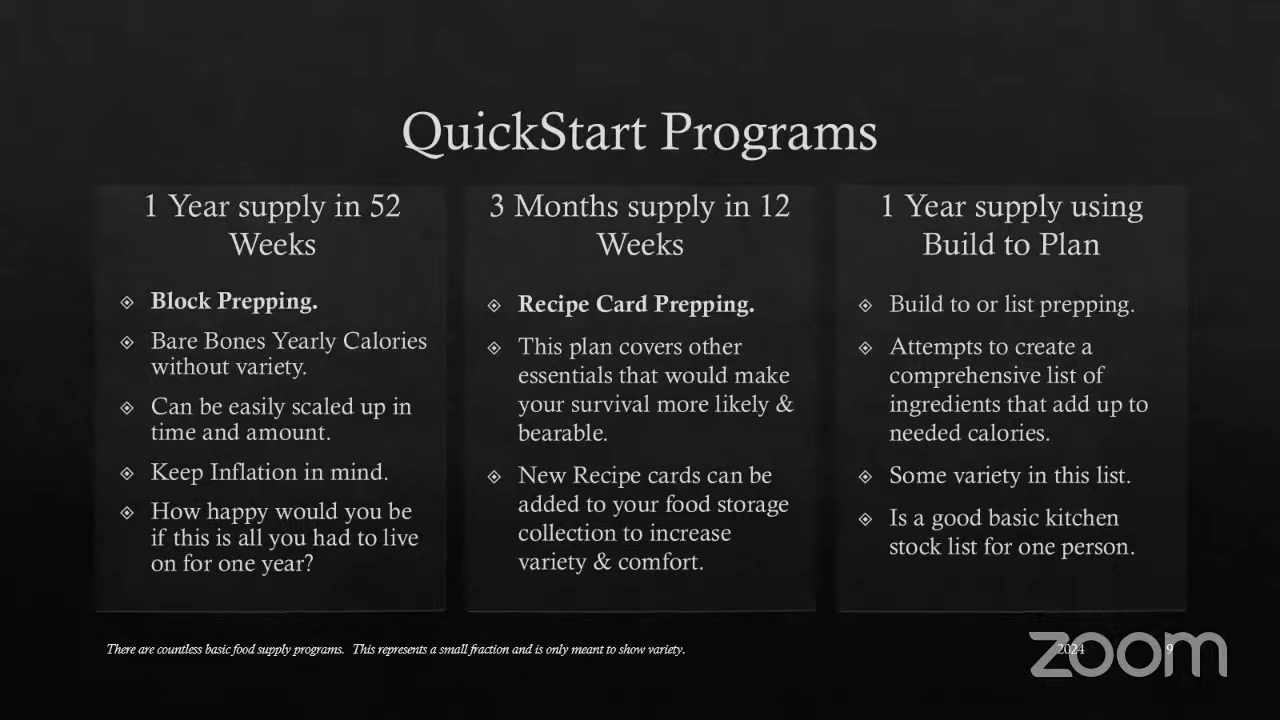 QuickStart Programs
1 Year supply in 52
Weeks
Block Prepping.
Bare Bones Yearly Calories
without variety.
Can be easily scaled up in
time and amount.
Keep Inflation in mind.
How happy would you be
if this is all you had to live
on for one year?
3 Months supply in 12
Weeks
Recipe Card Prepping.
This plan covers other
essentials that would make
your survival more likely &
bearable.
New Recipe cards can be
added to your food storage
collection to increase
variety & comfort.
1 Year supply using
Build to Plan
Build to or list prepping.
Attempts to create a
comprehensive list of
ingredients that add up to
needed calories.
Some variety in this list.
Is a good basic kitchen
stock list for one person.
There are countless basic food supply programs. This represents a small fraction and is only meant to show variety.
2024
9
zoom